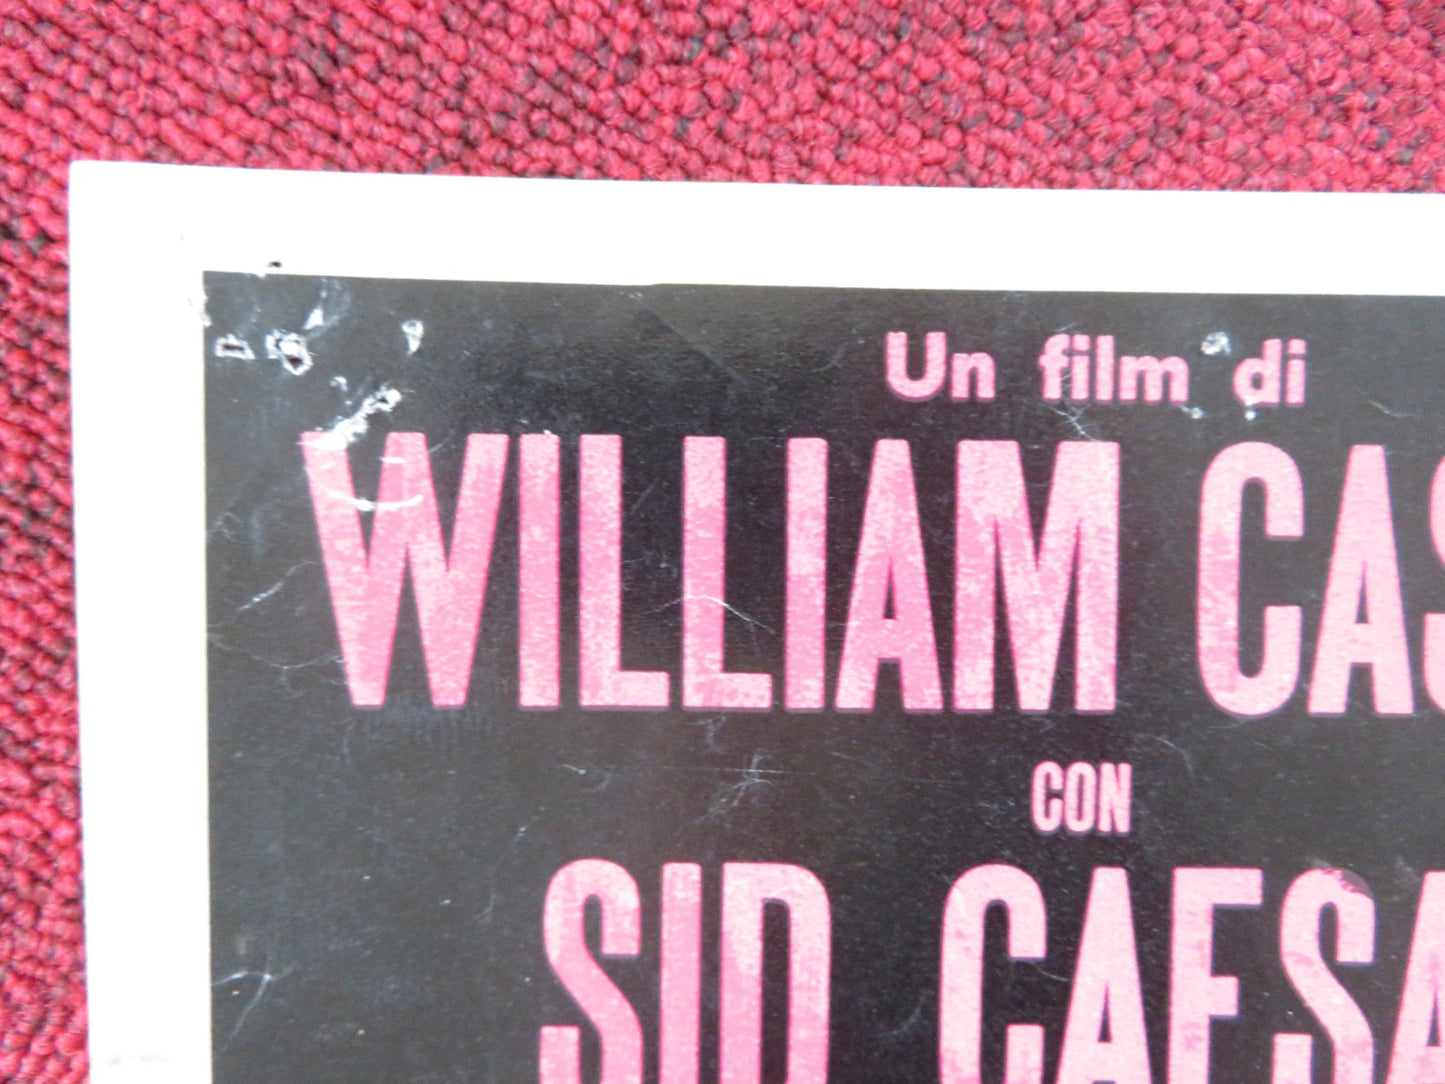 Un film di
WILLIAM CAS
CON
SID CAESA